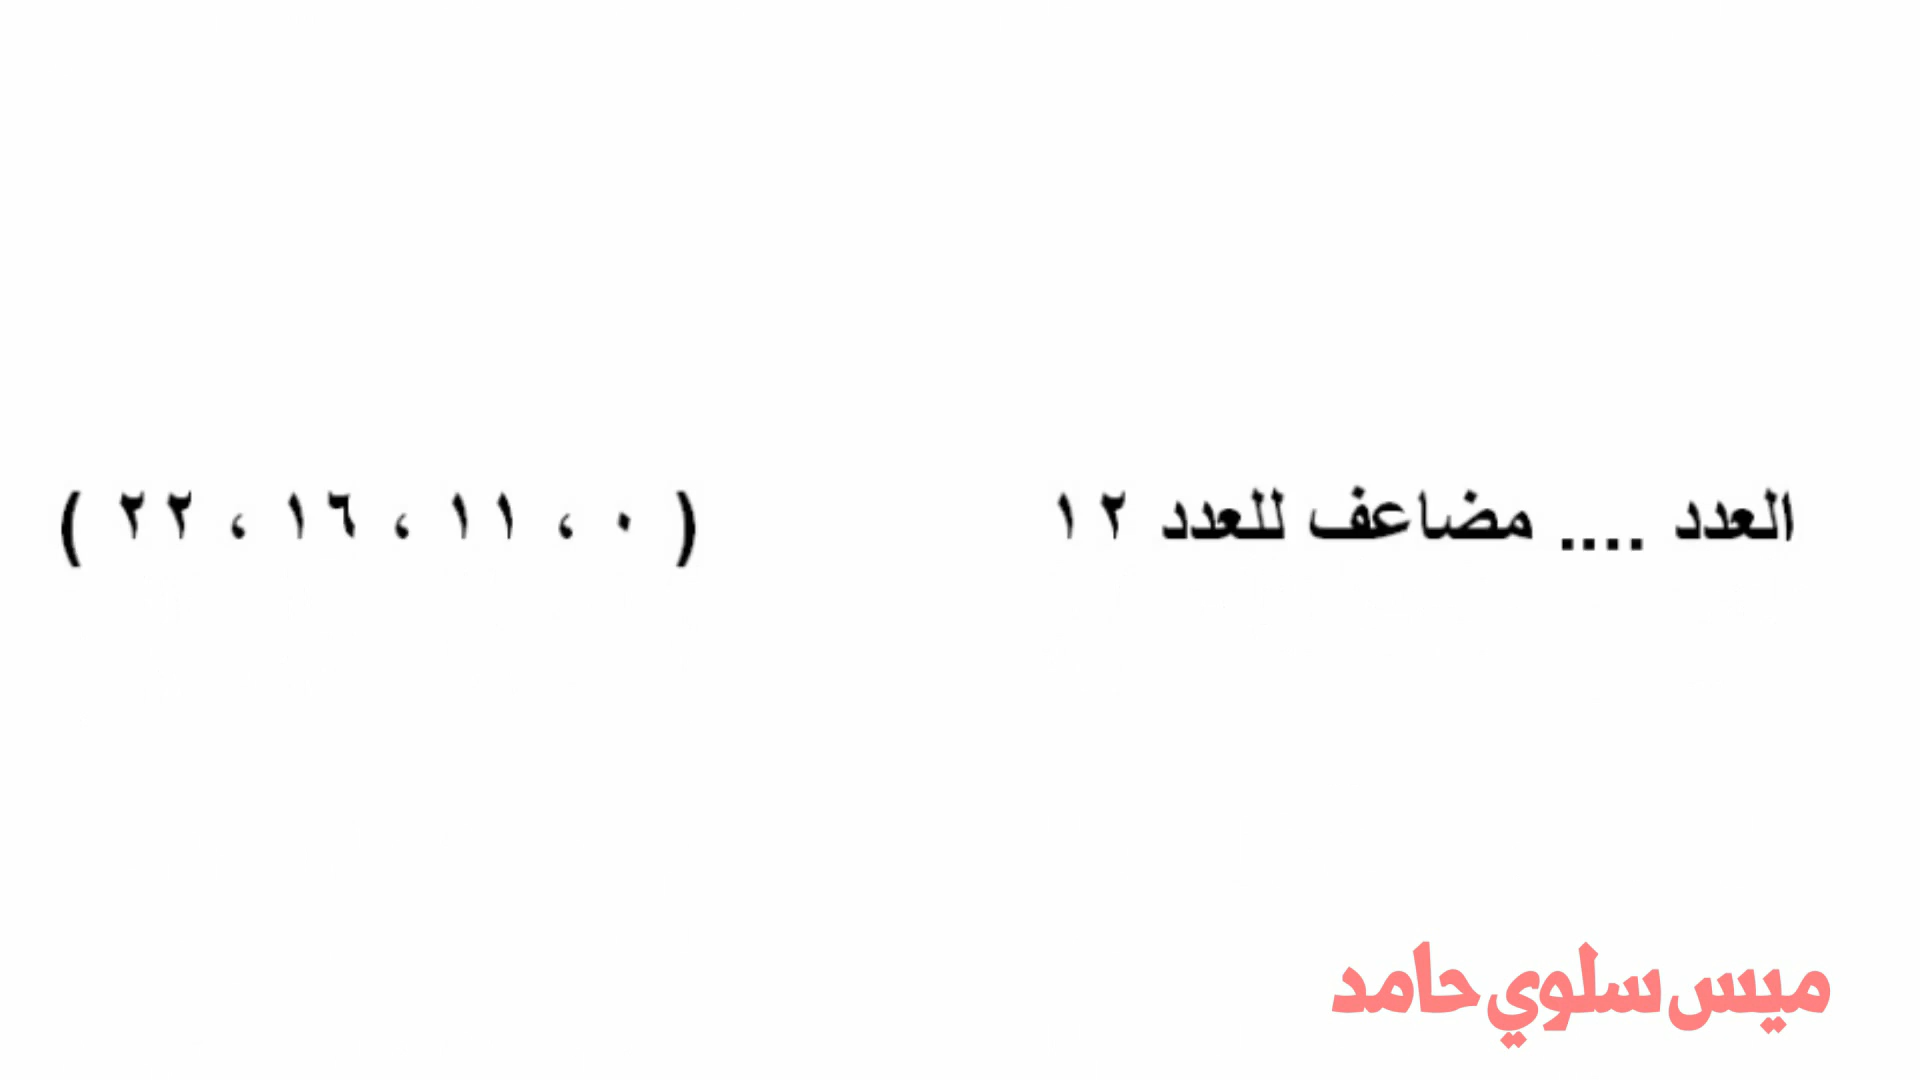 العدد .... مضاعف للعدد ١٢ ( ٠ ، ١١ ، ١٦ ، ٢٢ )
ميس سلوي حامد